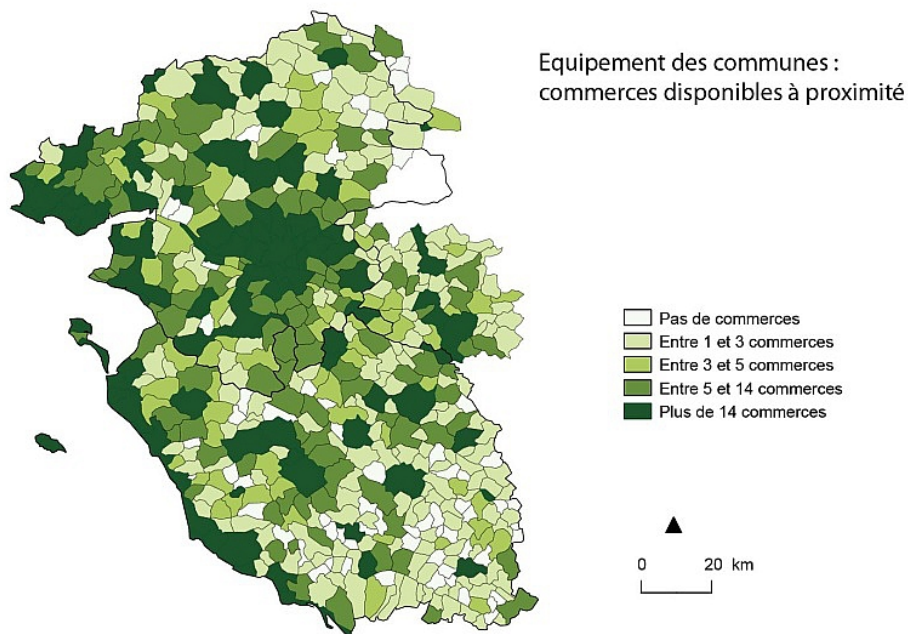 Equipement des communes :
commerces disponibles à proximité
Pas de commerces
Entre 1 et 3 commerces
Entre 3 et 5 commerces
Entre 5 et 14 commerces
Plus de 14 commerces
0 20 km